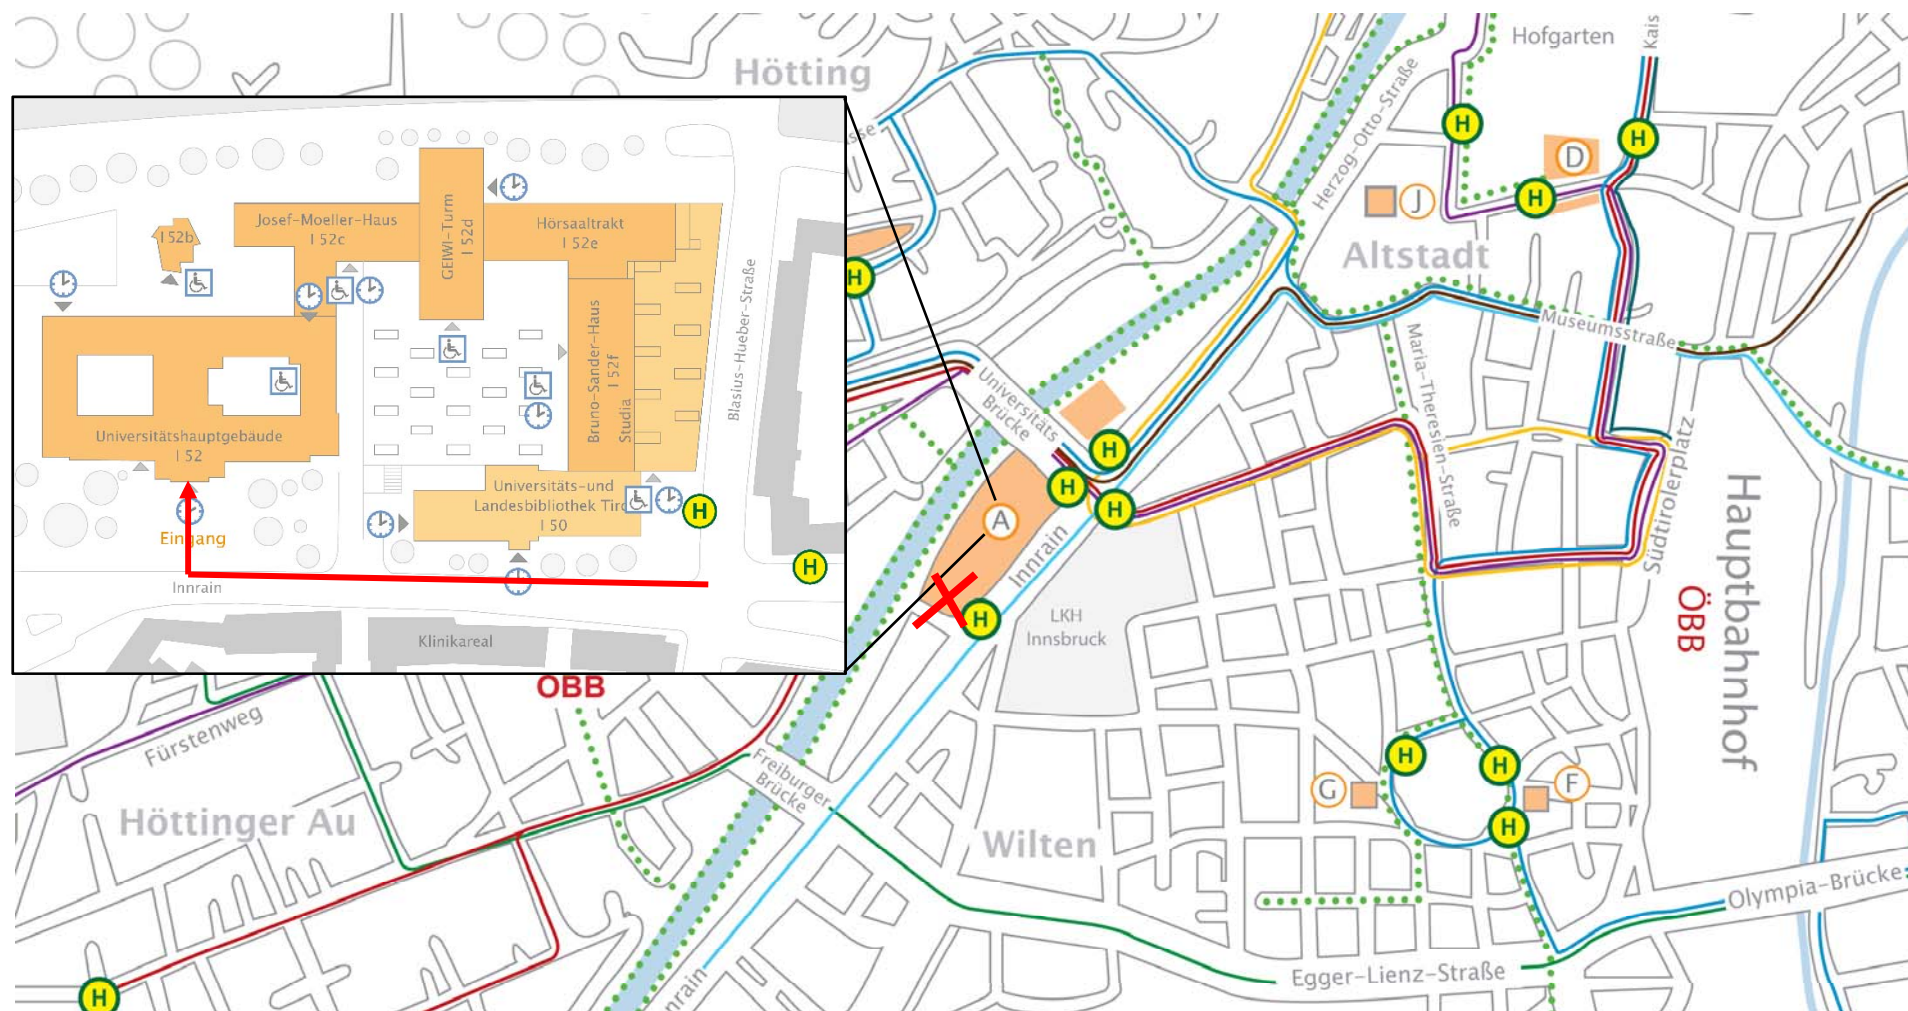 Hötting
Herzog-Otto-Straße
Hofgarten
Kais
H
H
D
H
J
Altstadt
sse
H
Museumsstraße
Maria-Theresien-Straße
Universitäts
Brücke
H
H
H
A
Innrain
H
LKH
Innsbruck
Südtirolerplatz
Hauptbahnhof
ÖBB
Josef-Moeller-Haus
I 52c
GEIWI-Turm
I 52d
Hörsaaltrakt
I 52e
I 52b
Bruno-Sander-Haus
I 52f
Studia
Blasius-Hueber-Straße
Universitätshauptgebäude
I 52
Universitäts- und
Landesbibliothek Tiro
I 50
H
H
Eingang
Innrain
Klinikareal
ÖBB
Fürstenweg
Höttinger Au
Freiburger
Brücke
H
H
G
F
H
Wilten
Olympia-Brücke
Egger-Lienz-Straße
nrain
H